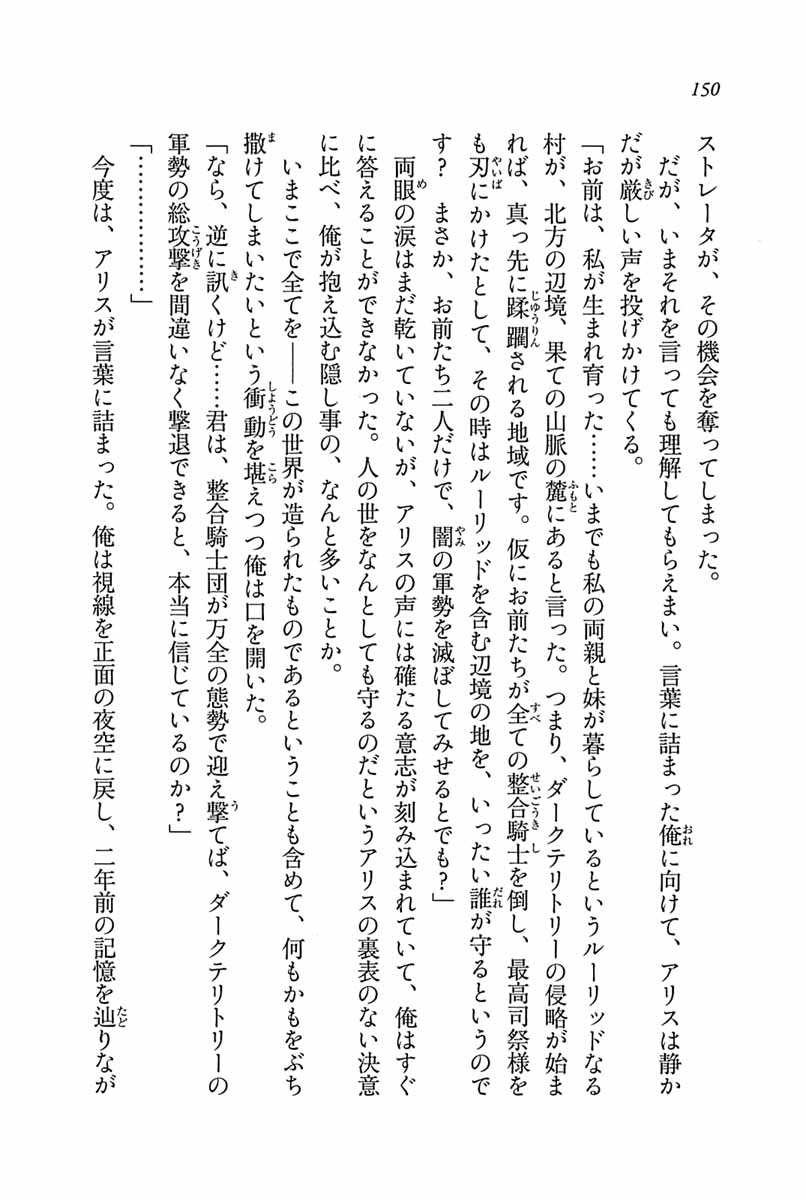 150
ストレータが、その機会を奪ってしまった。
だが、いまそれを言っても理解してもらえまい。言葉に詰まった俺に向けて、アリスは静か
だが厳しい声を投げかけてくる。
「お前は、私が生まれ育った……いまでも私の両親と妹が暮らしているというルーリッドなる
村が、北方の辺境、果ての山脈の麓にあると言った。つまり、ダークテリトリーの侵略が始ま
れば、真っ先に蹂躙される地域です。仮にお前たちが全ての整合騎士を倒し、最高司祭様を
も刃にかけたとして、その時はルーリッドを含む辺境の地を、いったい誰が守るというので
す？　まさか、お前たち二人だけで、闇の軍勢を滅ぼしてみせるとでも？」
両眼の涙はまだ乾いていないが、アリスの声には確たる意志が刻み込まれていて、俺はすぐ
に答えることができなかった。人の世をなんとしても守るのだというアリスの裏表のない決意
に比べ、俺が抱え込む隠し事の、なんと多いことか。
いまここで全てを――この世界が造られたものであるということも含めて、何もかもをぶち
撒けてしまいたいという衝動を堪えつつ俺は口を開いた。
「なら、逆に訊くけど……君は、整合騎士団が万全の態勢で迎え撃てば、ダークテリトリーの
軍勢の総攻撃を間違いなく撃退できると、本当に信じているのか？」
「………………」
今度は、アリスが言葉に詰まった。俺は視線を正面の夜空に戻し、二年前の記憶を辿りなが